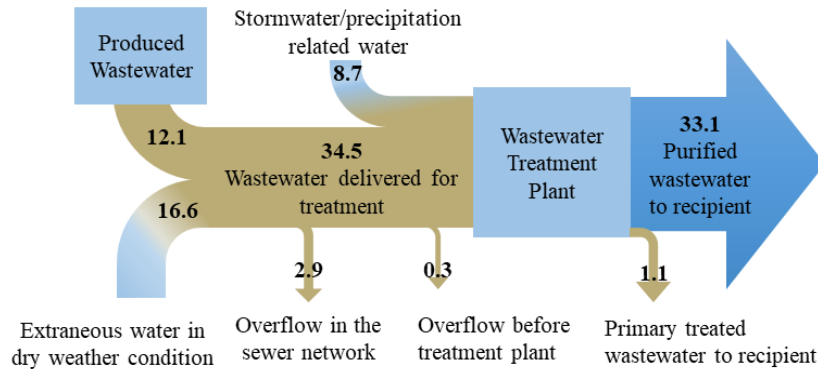 Stormwater/precipitation
related water
8.7
Produced
Wastewater
12.1
34.5
Wastewater delivered for
treatment
Wastewater
Treatment
Plant
33.1
Purified
wastewater
to recipient
16.6
2.9
0.3
1.1
Extraneous water in
dry weather condition
Overflow in the
sewer network
Overflow before
treatment plant
Primary treated
wastewater to recipient